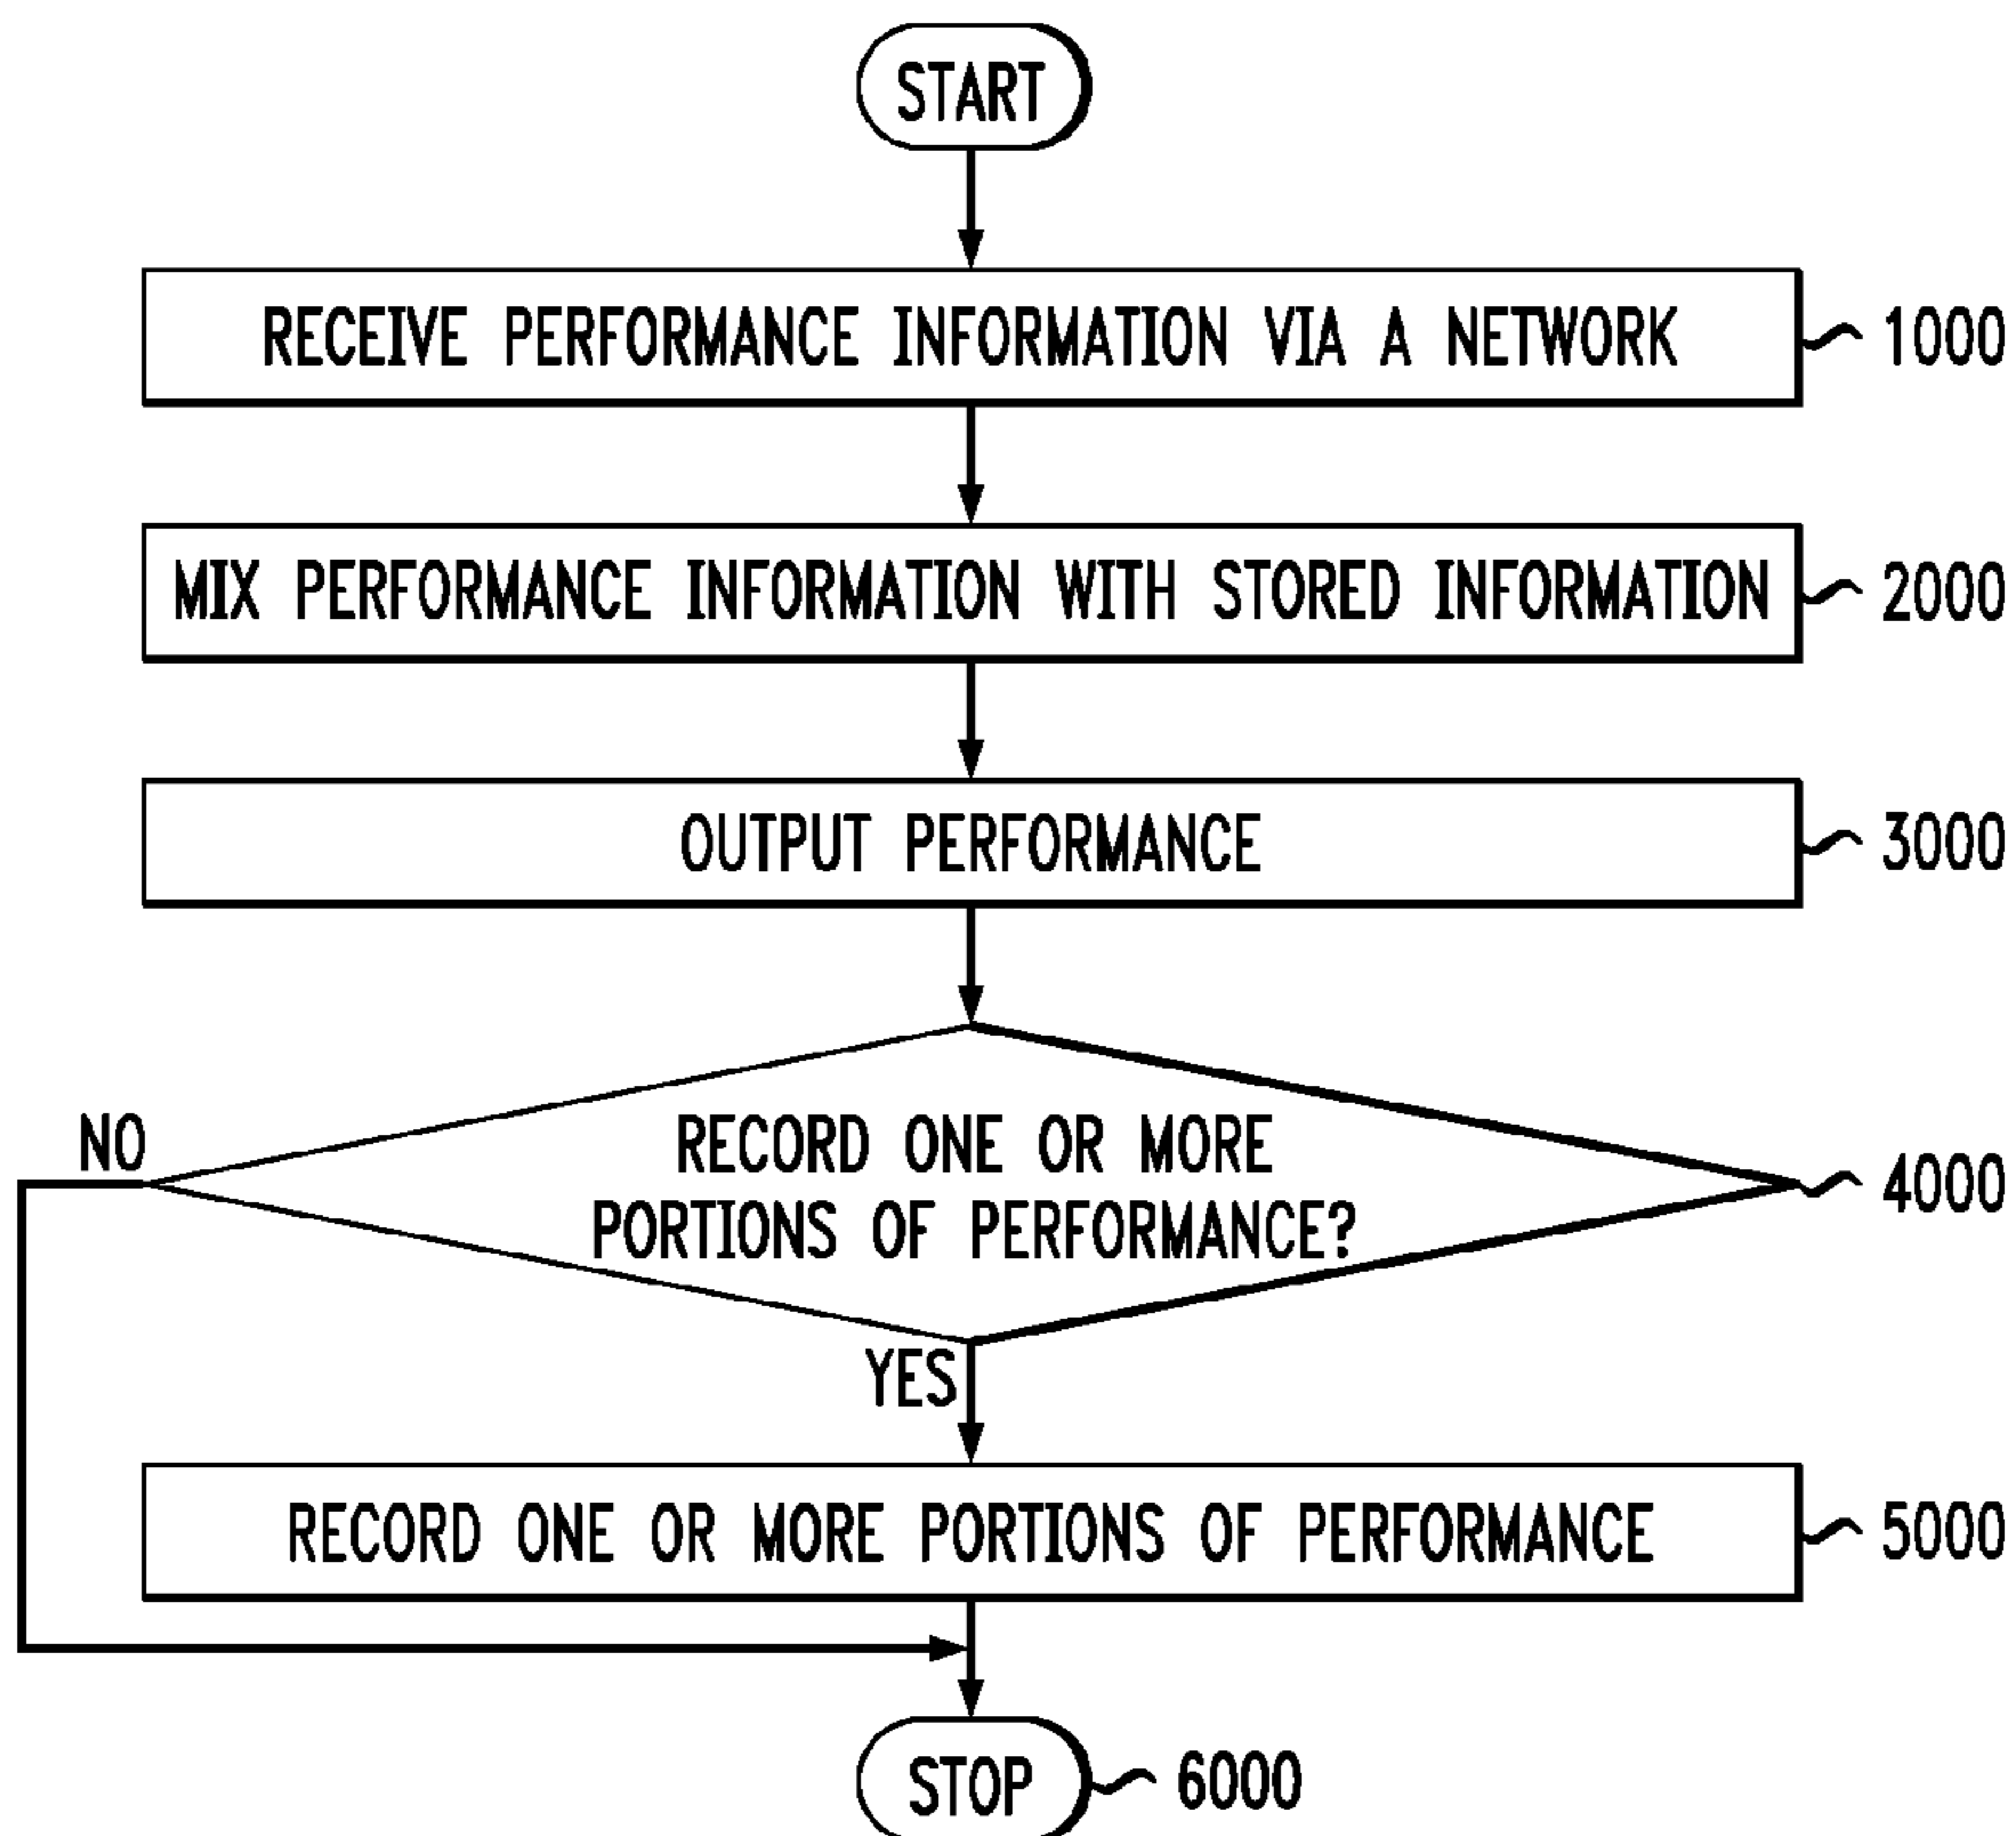 START
RECEIVE PERFORMANCE INFORMATION VIA A NETWORK
1000
MIX PERFORMANCE INFORMATION WITH STORED INFORMATION
2000
OUTPUT PERFORMANCE
3000
NO
RECORD ONE OR MORE
PORTIONS OF PERFORMANCE?
4000
YES
RECORD ONE OR MORE PORTIONS OF PERFORMANCE
5000
STOP
6000